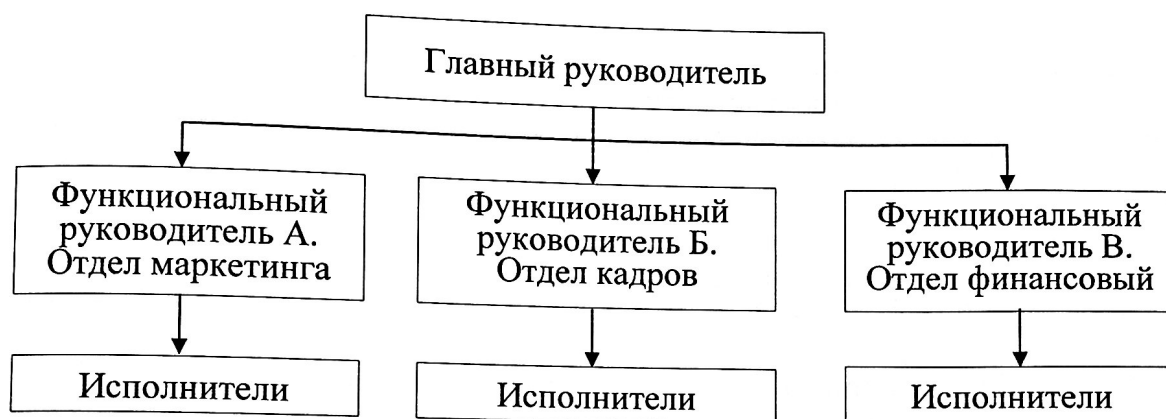 Главный руководитель
Функциональный
руководитель А.
Отдел маркетинга
Функциональный
руководитель Б.
Отдел кадров
Функциональный
руководитель В.
Отдел финансовый
Исполнители
Исполнители
Исполнители